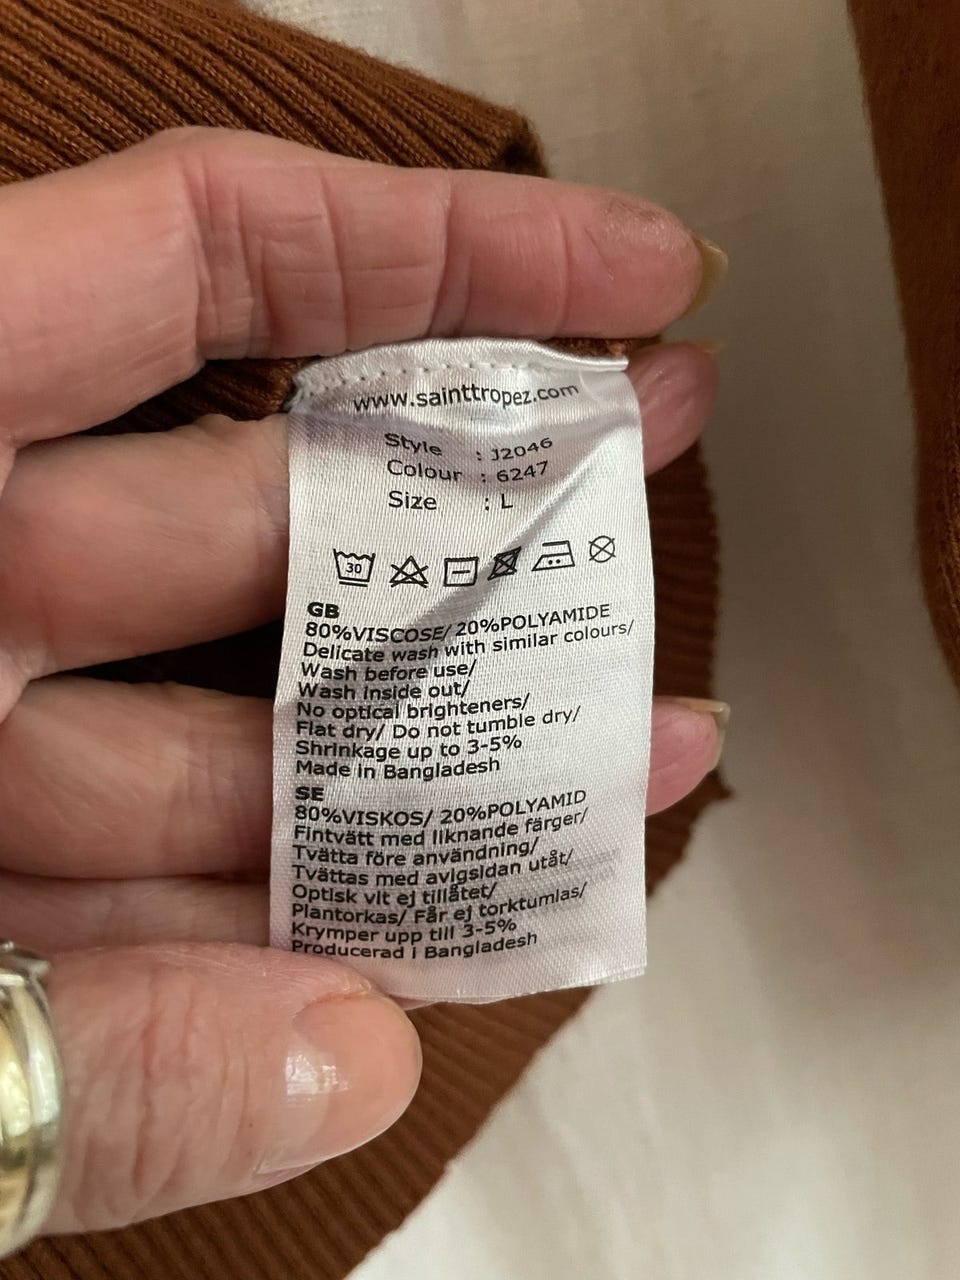 www.sainttropez.com
Style : J2046
Colour : 6247
Size : L
30
GB
80%VISCOSE/ 20%POLYAMIDE
Delicate wash with similar colours/
Wash before use/
Wash inside out/
No optical brighteners/
Flat dry/ Do not tumble dry/
Shrinkage up to 3-5%
Made in Bangladesh
SE
80%VISKOS/ 20%POLYAMID
Fintvätt med liknande färger/
Tvätta före användning/
Tvättas med avigsidan utåt/
Optisk vit ej tillåtet/
Plantorkas/ Får ej torktumlas/
Krymper upp till 3-5%
Producerad i Bangladesh